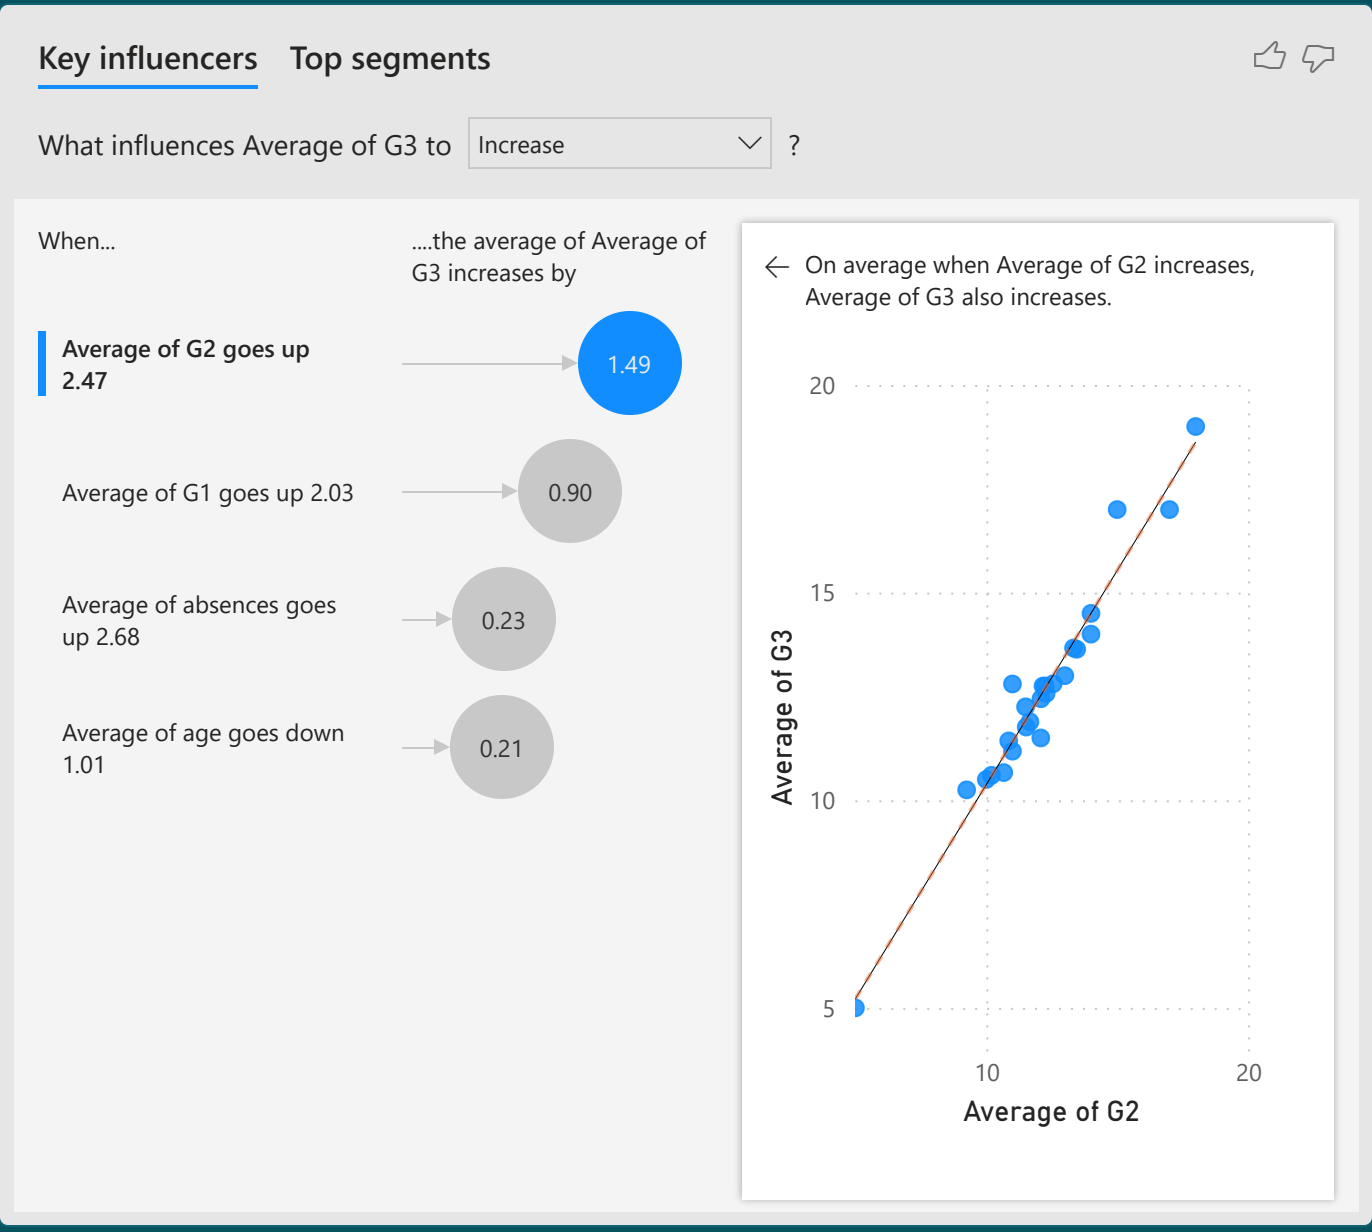 Key influencers
Top segments
What influences Average of G3 to
Increase
?
When...
....the average of Average of
G3 increases by
Average of G2 goes up
2.47
1.49
Average of G1 goes up 2.03
0.90
Average of absences goes
up 2.68
0.23
Average of age goes down
1.01
0.21
On average when Average of G2 increases,
Average of G3 also increases.
20
15
10
5
Average of G3
10
20
Average of G2